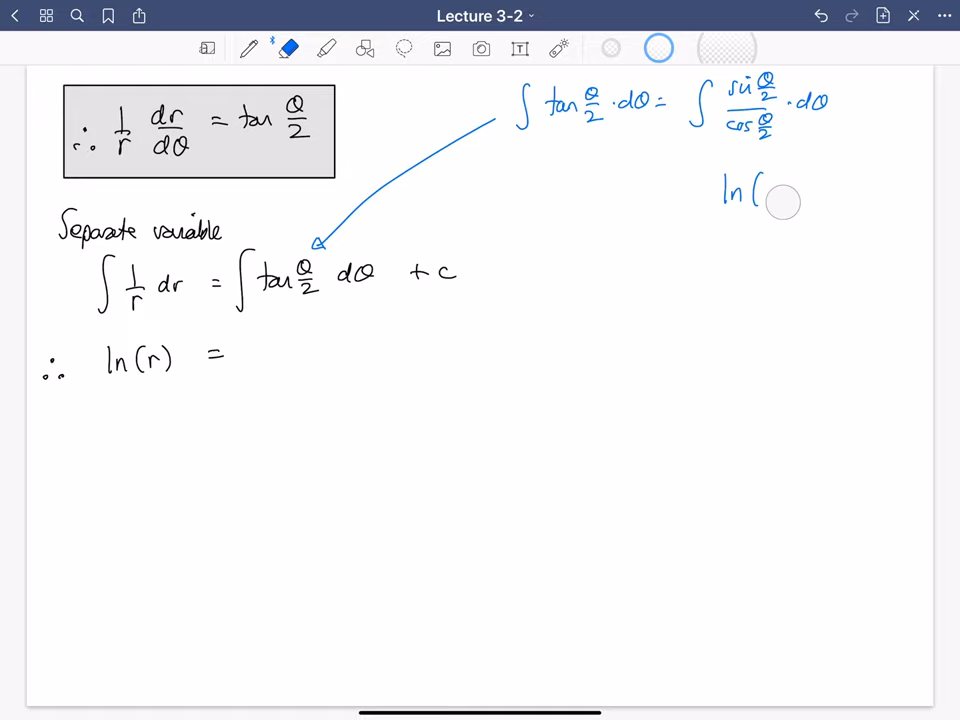 Lecture 3-2
∴ 1/r dr/dθ = tan θ/2
∫ tan θ/2 · dθ = ∫ sin θ/2 / cos θ/2 · dθ
ln (
Separate variable
∫ 1/r dr = ∫ tan θ/2 dθ + c
∴ ln(r) =